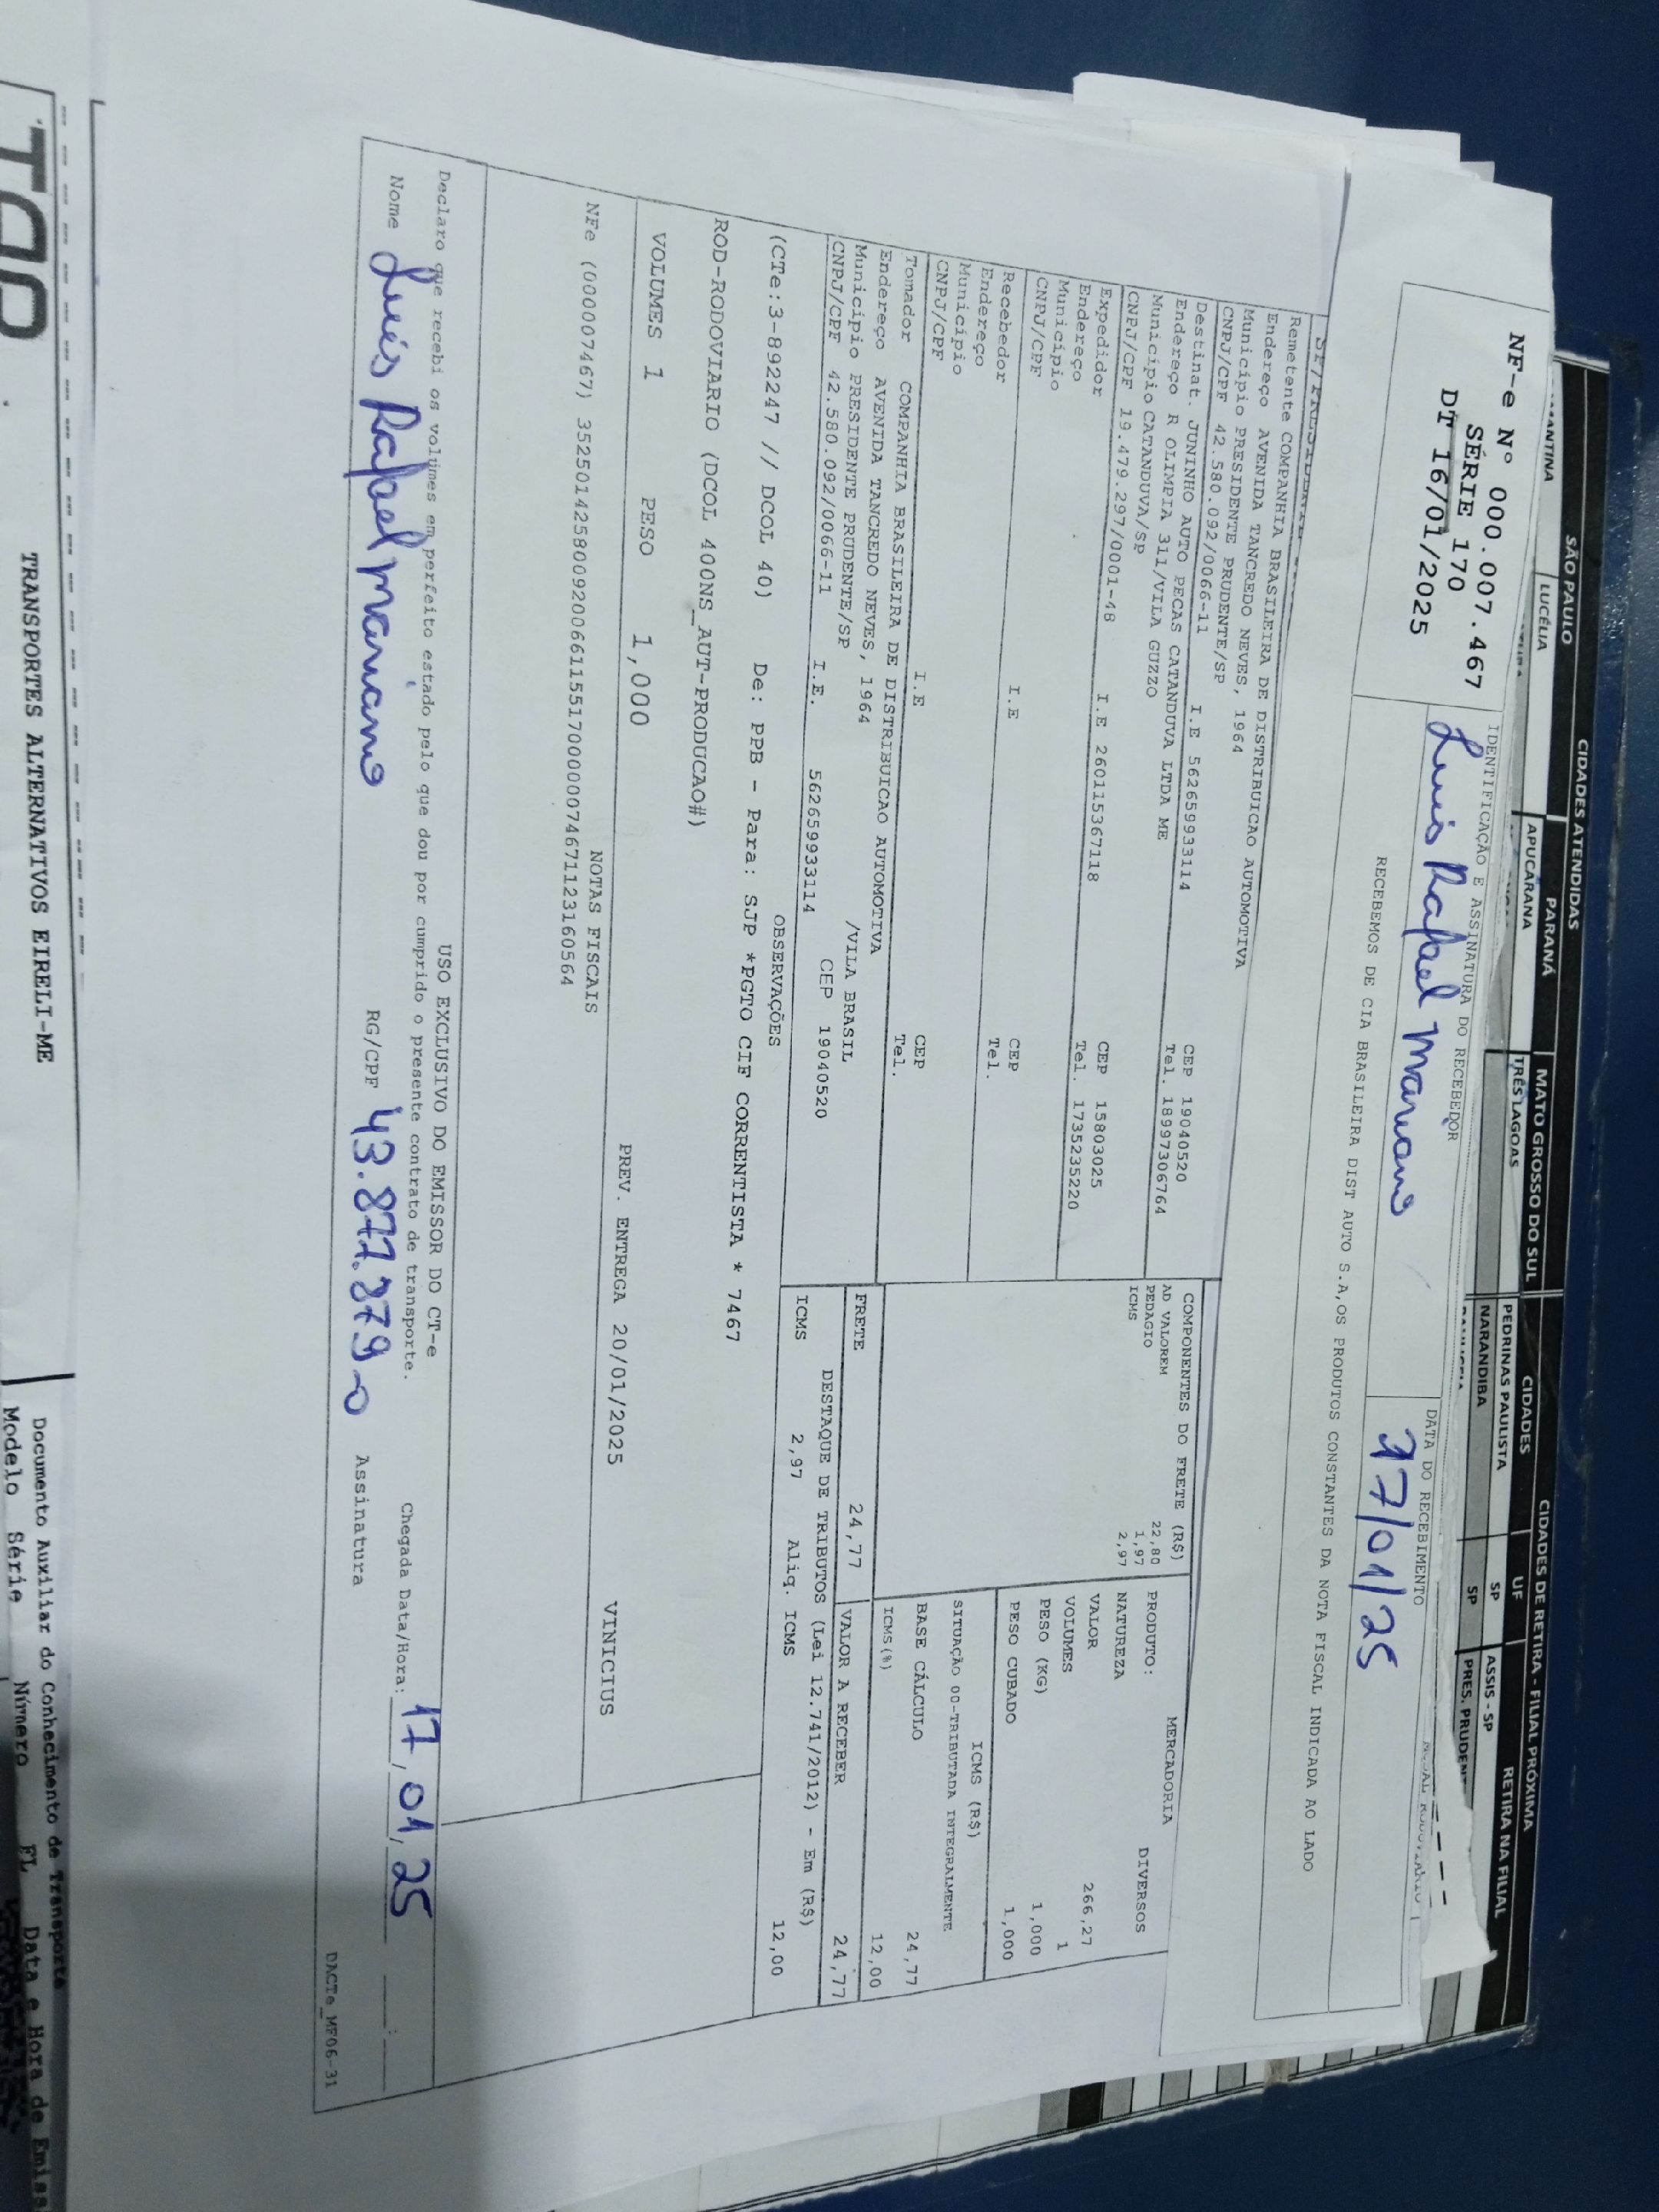 CIDADES ATENDIDAS
CIDADES DE RETIRA - FILIAL PRÓXIMA
SÃO PAULO
PARANÁ
MATO GROSSO DO SUL
CIDADES
UF
RETIRA NA FILIAL
LUCÉLIA
APUCARANA
TRÊS LAGOAS
PEDRINAS PAULISTA
SP
ASSIS - SP
NARANDIBA
SP
NF-e Nº 000.007.467
SÉRIE 170
DT 16/01/2025
IDENTIFICAÇÃO E ASSINATURA DO RECEBEDOR
Luis Rafael Mariano
DATA DO RECEBIMENTO
17/01/25
RECEBEMOS DE CIA BRASILEIRA DIST AUTO S.A, OS PRODUTOS CONSTANTES DA NOTA FISCAL INDICADA AO LADO
Remetente COMPANHIA BRASILEIRA DE DISTRIBUICAO AUTOMOTIVA
Endereço AVENIDA TANCREDO NEVES, 1964
Municipio PRESIDENTE PRUDENTE/SP
CEP 19040520
CNPJ/CPF 42.580.092/0066-11 I.E 562659933114
Tel. 18997306764
Destinat. JUNINHO AUTO PECAS CATANDUVA LTDA ME
Endereço R OLIMPIA 311/VILA GUZZO
Municipio CATANDUVA/SP
CEP 15803025
CNPJ/CPF 19.479.297/0001-48 I.E 260115367118
Tel. 1735235220
Expedidor
Endereço
Municipio
CEP
CNPJ/CPF I.E
Tel.
Recebedor
Endereço
Município
CEP
CNPJ/CPF I.E
Tel.
Tomador COMPANHIA BRASILEIRA DE DISTRIBUICAO AUTOMOTIVA
Endereço AVENIDA TANCREDO NEVES, 1964 /VILA BRASIL
Municipio PRESIDENTE PRUDENTE/SP CEP 19040520
CNPJ/CPF 42.580.092/0066-11 I.E. 562659933114
COMPONENTES DO FRETE (R$)
AD VALOREM 22,80
PEDAGIO 1,97
ICMS 2,97
MERCADORIA
PRODUTO: DIVERSOS
NATUREZA
VALOR 266,27
VOLUMES 1
PESO (KG) 1,000
PESO CUBADO 1,000
ICMS (R$)
SITUAÇÃO 00-TRIBUTADA INTEGRALMENTE
BASE CÁLCULO 24,77
ICMS(%) 12,00
FRETE 24,77 VALOR A RECEBER 24,77
DESTAQUE DE TRIBUTOS (Lei 12.741/2012) - Em (R$)
ICMS 2,97 Aliq. ICMS 12,00
OBSERVAÇÕES
(CTe:3-892247 // DCOL 40) De: PPB - Para: SJP *PGTO CIF CORRENTISTA * 7467
ROD-RODOVIARIO (DCOL 400NS_AUT-PRODUCAO#)
VOLUMES 1 PESO 1,000 PREV. ENTREGA 20/01/2025 VINICIUS
NOTAS FISCAIS
NFe (000007467) 35250142580092006611551700000074671123160564
USO EXCLUSIVO DO EMISSOR DO CT-e
Declaro que recebi os volumes em perfeito estado pelo que dou por cumprido o presente contrato de transporte.
Chegada Data/Hora: 17/01/25
Nome Luís Rafael Mariano RG/CPF 43.877.879-0 Assinatura
DACTe_MF06-31
TRANSPORTES ALTERNATIVOS EIRELI-ME
Documento Auxiliar do Conhecimento de Transporte
Modelo Série Número FL Data e Hora de